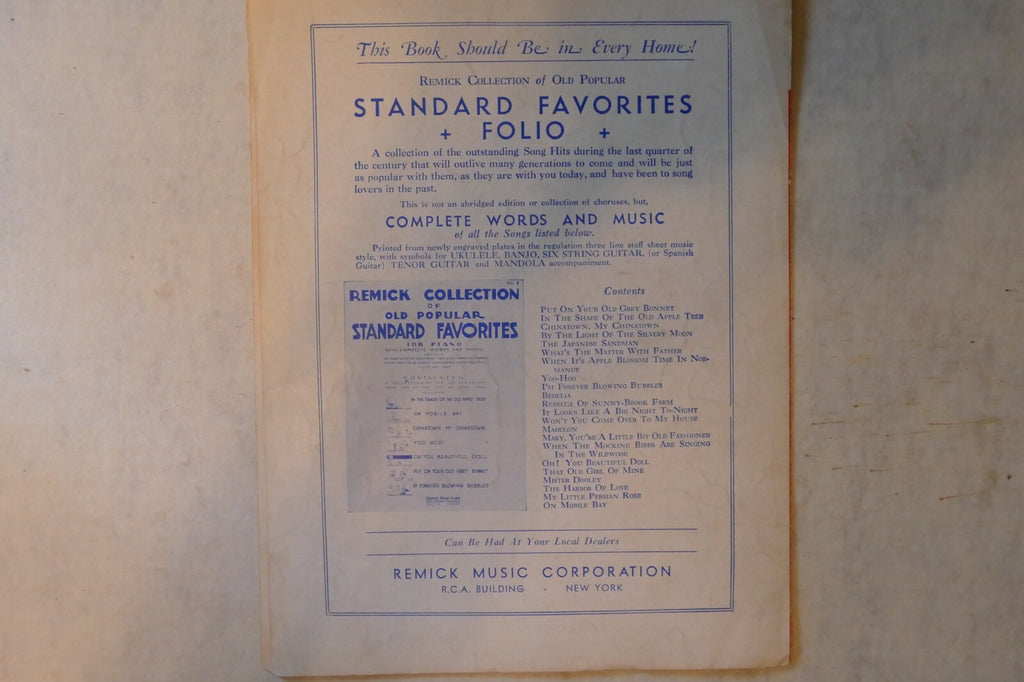 This Book Should Be in Every Home!
REMICK COLLECTION of OLD POPULAR
STANDARD FAVORITES
+ FOLIO +
A collection of the outstanding Song Hits during the last quarter of
the century that will outlive many generations to come and will be just
as popular with them, as they are with you today, and have been to song
lovers in the past.
This is not an abridged edition or collection of choruses, but,
COMPLETE WORDS AND MUSIC
of all the Songs listed below.
Printed from newly engraved plates in the regulation three line staff sheet music
style, with symbols for UKULELE, BANJO, SIX STRING GUITAR, (or Spanish
Guitar) TENOR GUITAR and MANDOLA accompaniment.
No. 1
REMICK COLLECTION
OF
OLD POPULAR
STANDARD FAVORITES
FOR PIANO
WITH COMPLETE WORDS AND MUSIC
CONTAINING
IN THE SHADE OF THE OLD APPLE TREE
ON MOBILE BAY
CHINATOWN MY CHINATOWN
YOO HOO!
OH YOU BEAUTIFUL DOLL
PUT ON YOUR OLD GREY BONNET
I'M FOREVER BLOWING BUBBLES
Contents
PUT ON YOUR OLD GREY BONNET
IN THE SHADE OF THE OLD APPLE TREE
CHINATOWN, MY CHINATOWN
BY THE LIGHT OF THE SILVERY MOON
THE JAPANESE SANDMAN
WHAT'S THE MATTER WITH FATHER
WHEN IT'S APPLE BLOSSOM TIME IN NOR-
MANDY
YOO-HOO
I'M FOREVER BLOWING BUBBLES
BEDELIA
REBECCA OF SUNNY-BROOK FARM
IT LOOKS LIKE A BIG NIGHT TO-NIGHT
WON'T YOU COME OVER TO MY HOUSE
MADELON
MARY, YOU'RE A LITTLE BIT OLD FASHIONED
WHEN THE MOCKING BIRDS ARE SINGING
IN THE WILDWOOD
OH! YOU BEAUTIFUL DOLL
THAT OLD GIRL OF MINE
MISTER DOOLEY
THE HARBOR OF LOVE
MY LITTLE PERSIAN ROSE
ON MOBILE BAY
Can Be Had At Your Local Dealers
REMICK MUSIC CORPORATION
R.C.A. BUILDING - NEW YORK